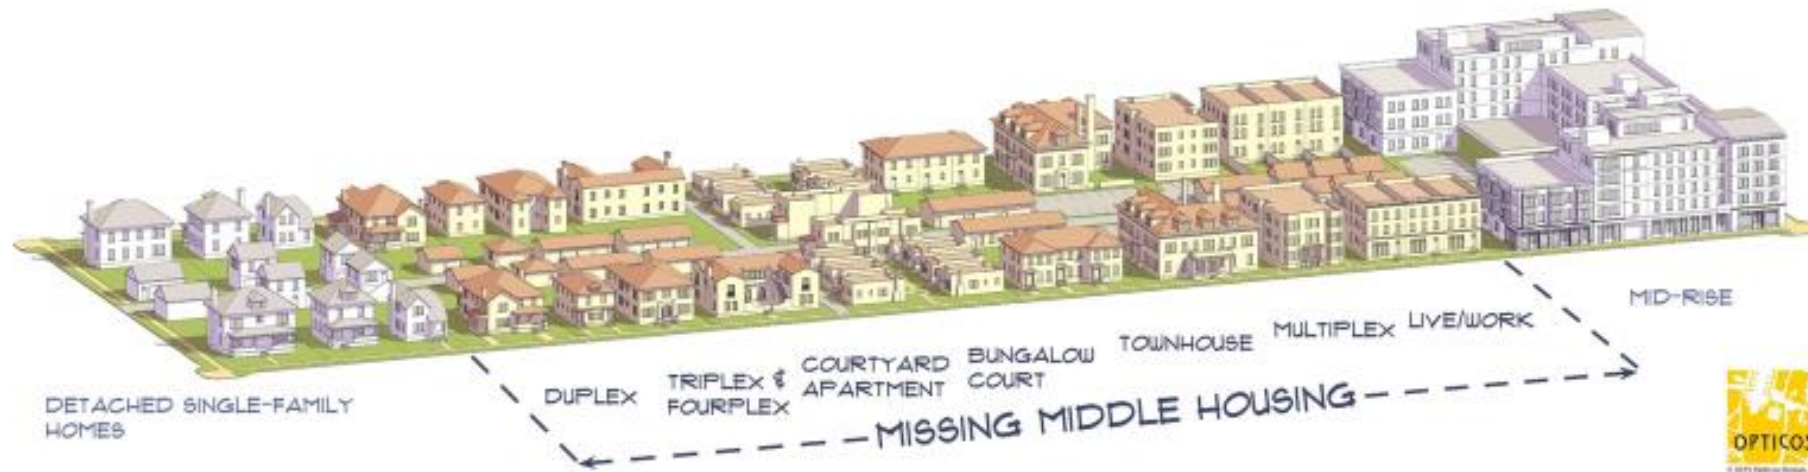 DETACHED SINGLE-FAMILY
HOMES
DUPLEX
TRIPLEX &
FOURPLEX
COURTYARD
APARTMENT
BUNGALOW
COURT
TOWNHOUSE
MULTIPLEX
LIVE/WORK
MID-RISE
MISSING MIDDLE HOUSING
OPTICOS